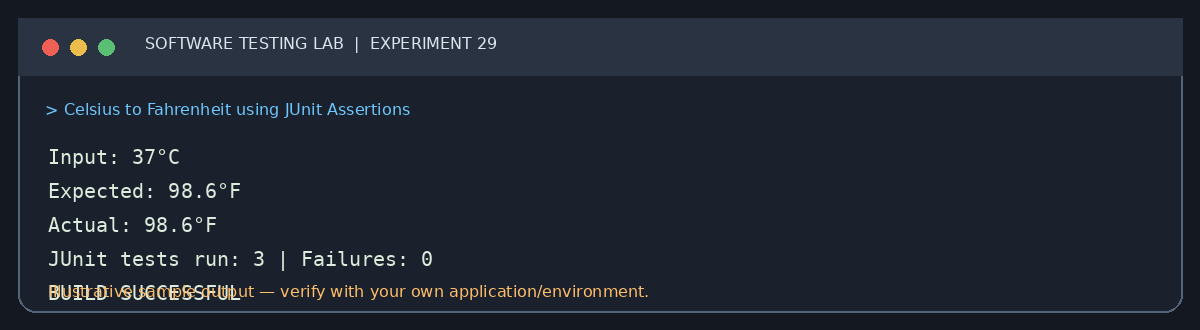 SOFTWARE TESTING LAB | EXPERIMENT 29
> Celsius to Fahrenheit using JUnit Assertions
Input: 37°C
Expected: 98.6°F
Actual: 98.6°F
JUnit tests run: 3 | Failures: 0
BUILD SUCCESSFUL
Illustrative sample output — verify with your own application/environment.